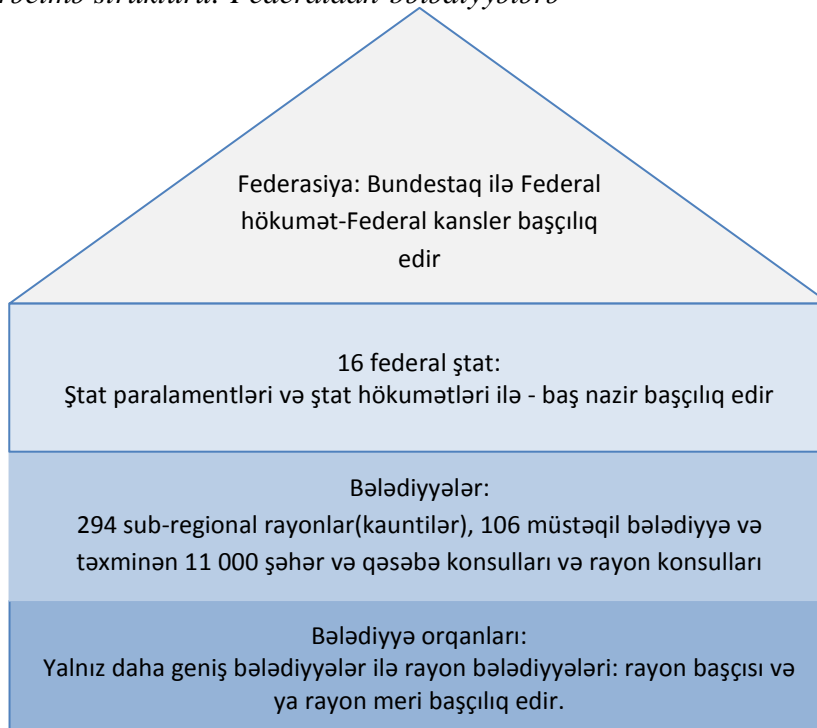 strukturu: Federaldan bələdiyyələrə
Federasiya: Bundestaq ilə Federal
hökumət-Federal kansler başçılıq
edir
16 federal ştat:
Ştat paralamentləri və ştat hökumətləri ilə - baş nazir başçılıq edir
Bələdiyyələr:
294 sub-regional rayonlar(kauntilər), 106 müstəqil bələdiyyə və
təxminən 11 000 şəhər və qəsəbə konsulları və rayon konsulları
Bələdiyyə orqanları:
Yalnız daha geniş bələdiyyələr ilə rayon bələdiyyələri: rayon başçısı və
ya rayon meri başçılıq edir.